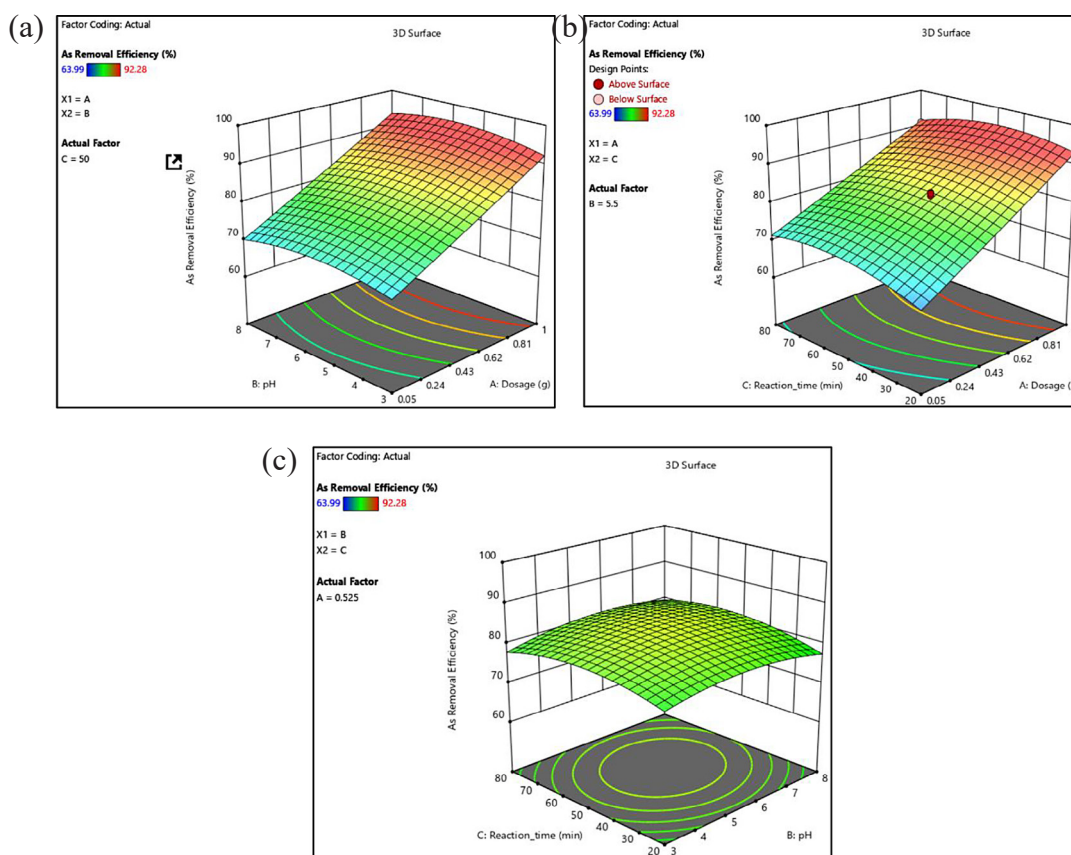 (a)
Factor Coding: Actual
3D Surface
As Removal Efficiency (%)
63.99 92.28
X1 = A
X2 = B
Actual Factor
C = 50
As Removal Efficiency (%)
100
90
80
70
60
8
7
6
5
4
3
B: pH
0.05
0.24
0.43
0.62
0.81
1
A: Dosage (g)
(b)
Factor Coding: Actual
3D Surface
As Removal Efficiency (%)
Design Points:
Above Surface
Below Surface
63.99 92.28
X1 = A
X2 = C
Actual Factor
B = 5.5
As Removal Efficiency (%)
100
90
80
70
60
80
70
60
50
40
30
20
C: Reaction_time (min)
0.05
0.24
0.43
0.62
0.81
A: Dosage (
(c)
Factor Coding: Actual
3D Surface
As Removal Efficiency (%)
63.99 92.28
X1 = B
X2 = C
Actual Factor
A = 0.525
As Removal Efficiency (%)
100
90
80
70
60
80
70
60
50
40
30
20
C: Reaction_time (min)
3
4
5
6
7
8
B: pH